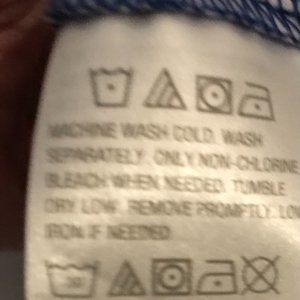 MACHINE WASH COLD. WASH
SEPARATELY. ONLY NON-CHLORINE
BLEACH WHEN NEEDED. TUMBLE
DRY LOW. REMOVE PROMPTLY. LOW
IRON IF NEEDED
30